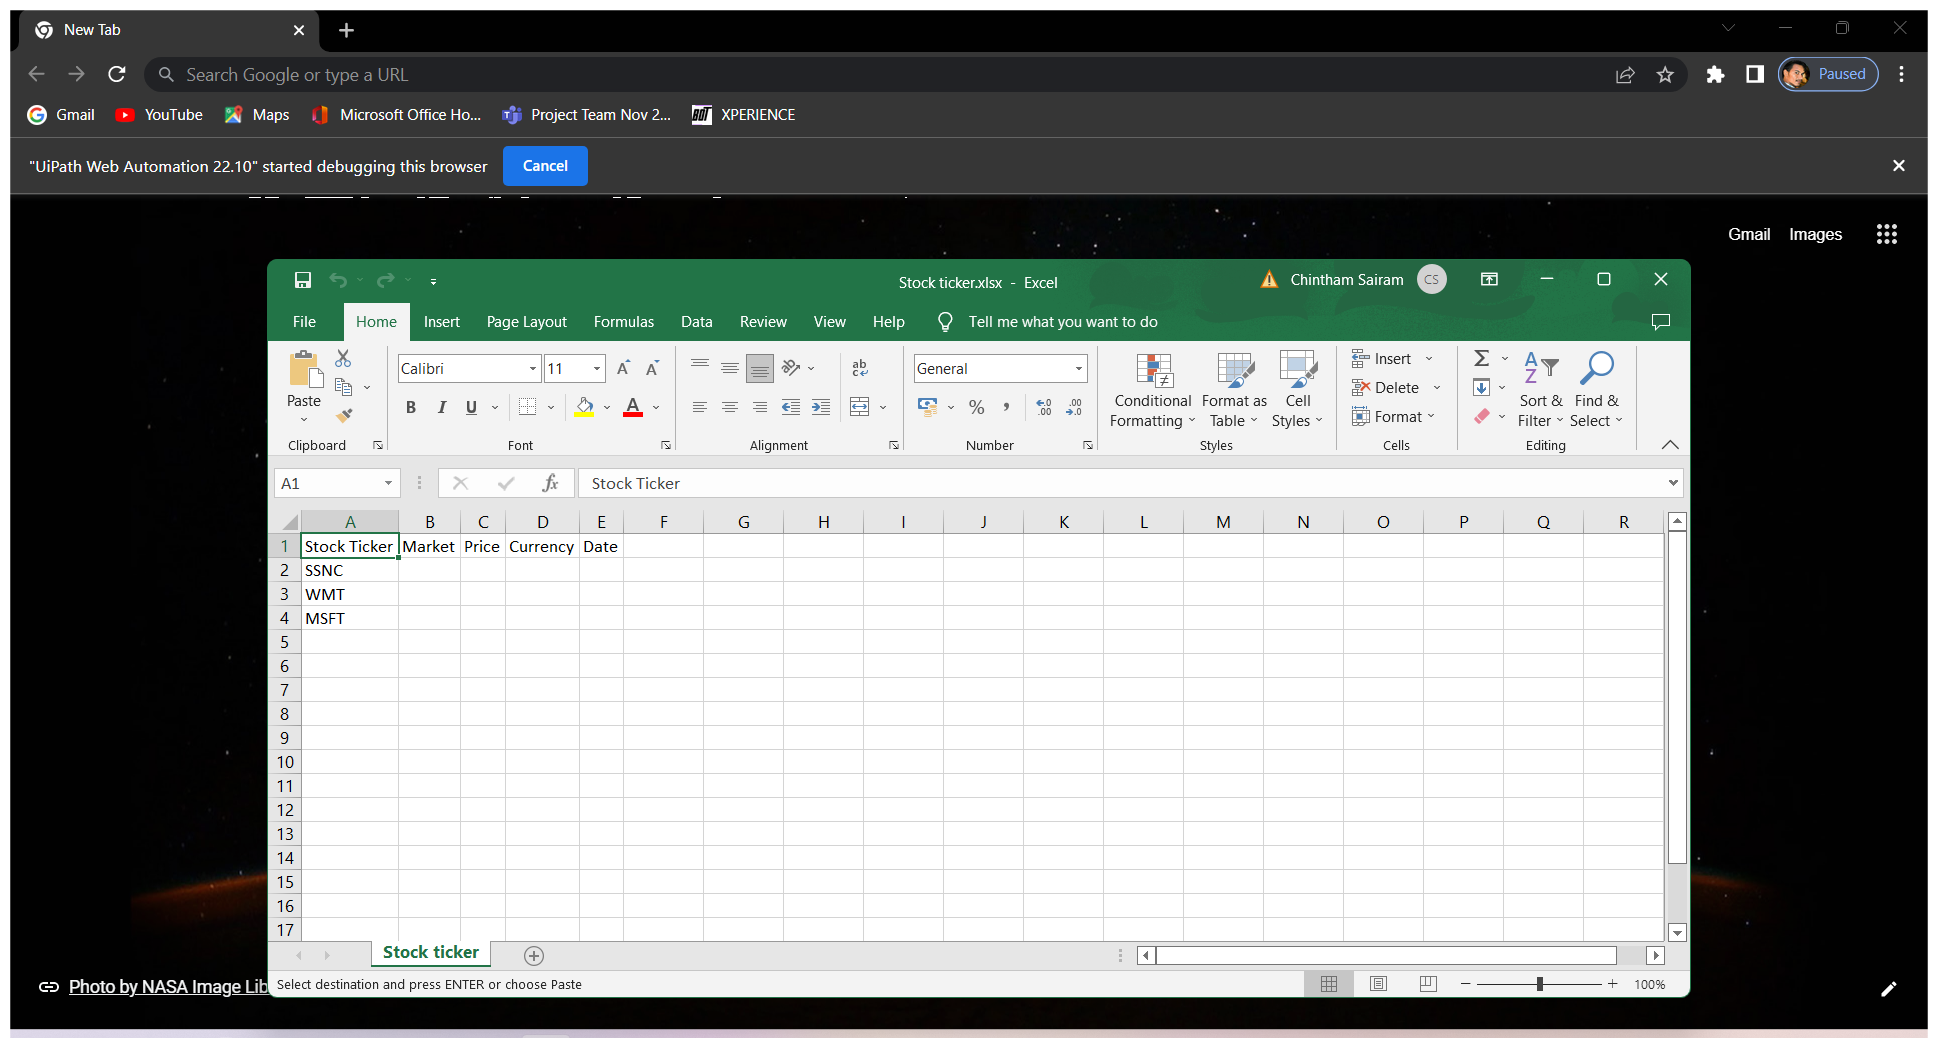 New Tab
Search Google or type a URL
Paused
Gmail YouTube Maps Microsoft Office Ho... Project Team Nov 2... BOT XPERIENCE
"UiPath Web Automation 22.10" started debugging this browser Cancel
Gmail Images
Stock ticker.xlsx - Excel Chintham Sairam CS
File Home Insert Page Layout Formulas Data Review View Help Tell me what you want to do
Paste
Clipboard
Calibri 11
B I U A
Font
ab
Alignment
General
% ,
Number
Conditional Formatting
Format as Table
Cell Styles
Styles
Insert
Delete
Format
Cells
Sort & Filter
Find & Select
Editing
A1 fx Stock Ticker
A B C D E F G H I J K L M N O P Q R
1 Stock Ticker Market Price Currency Date
2 SSNC
3 WMT
4 MSFT
5
6
7
8
9
10
11
12
13
14
15
16
17
Stock ticker
Photo by NASA Image Lib
Select destination and press ENTER or choose Paste 100%